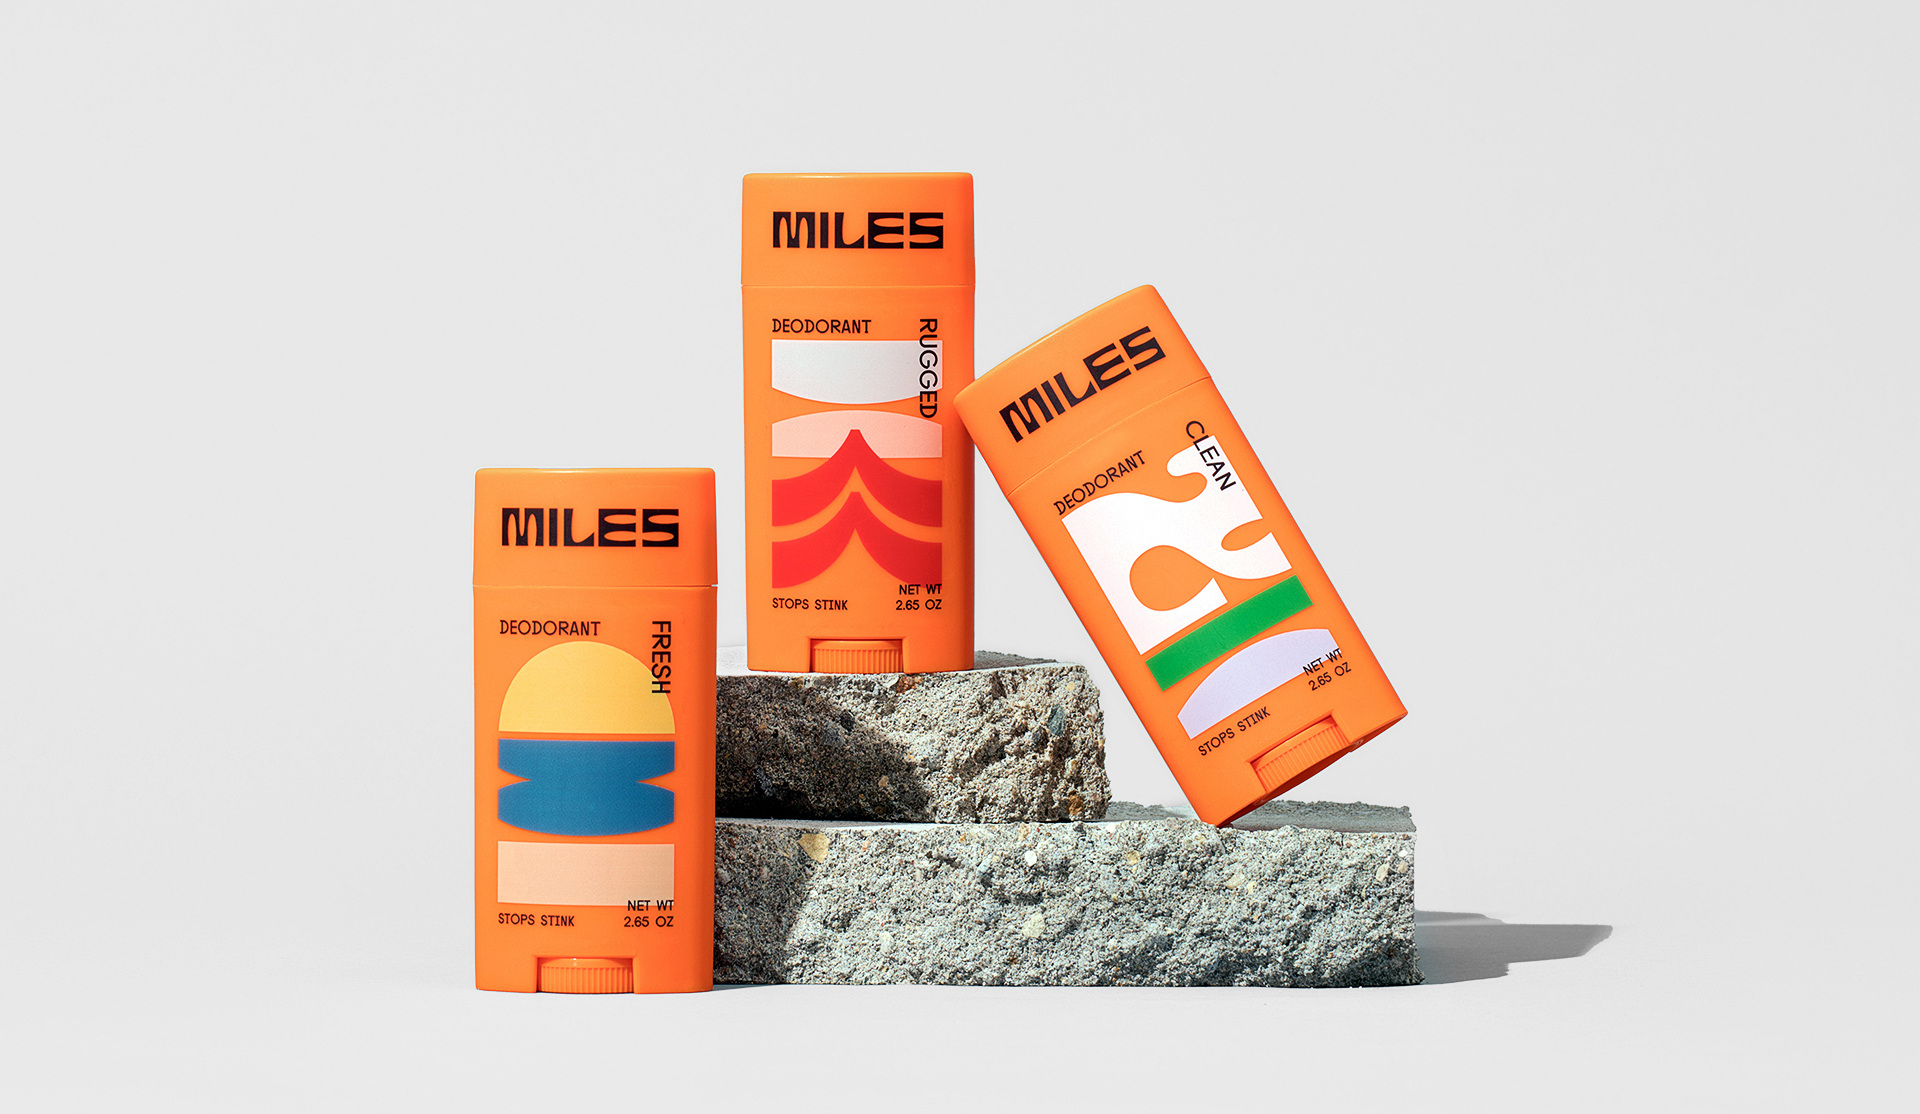 MILES
DEODORANT
FRESH
STOPS STINK
NET WT
2.65 OZ
MILES
DEODORANT
RUGGED
STOPS STINK
NET WT
2.65 OZ
MILES
DEODORANT
CLEAN
STOPS STINK
NET WT
2.65 OZ